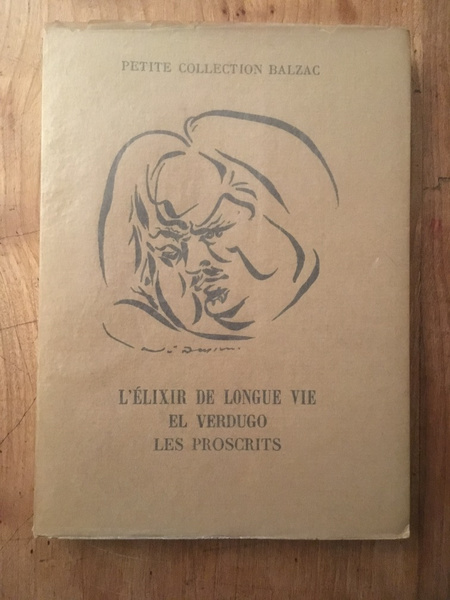 PETITE COLLECTION BALZAC
L'ÉLIXIR DE LONGUE VIE
EL VERDUGO
LES PROSCRITS